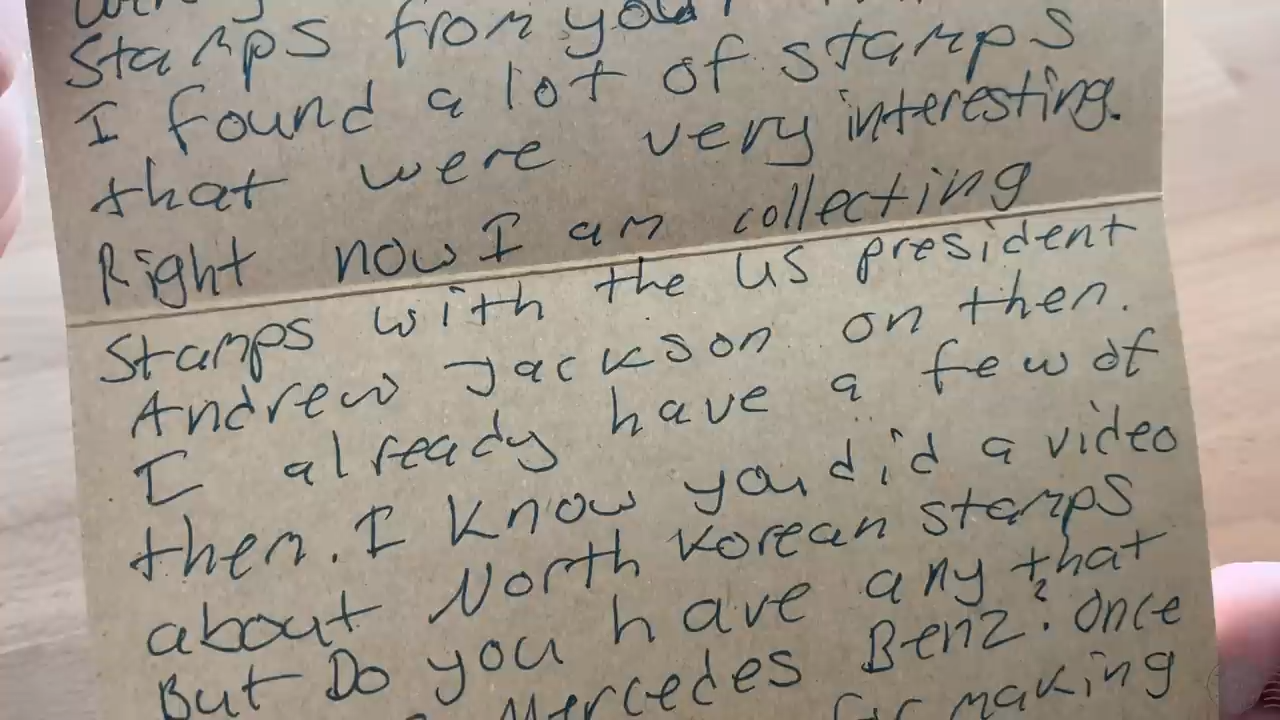 Stamps from you
I found a lot of stamps
that were very interesting.
Right now I am collecting
Stamps with the US president
Andrew Jackson on them.
I already have a few of
them. I know you did a video
about North Korean stamps
But Do you have any that
Mercedes Benz? Once
for making